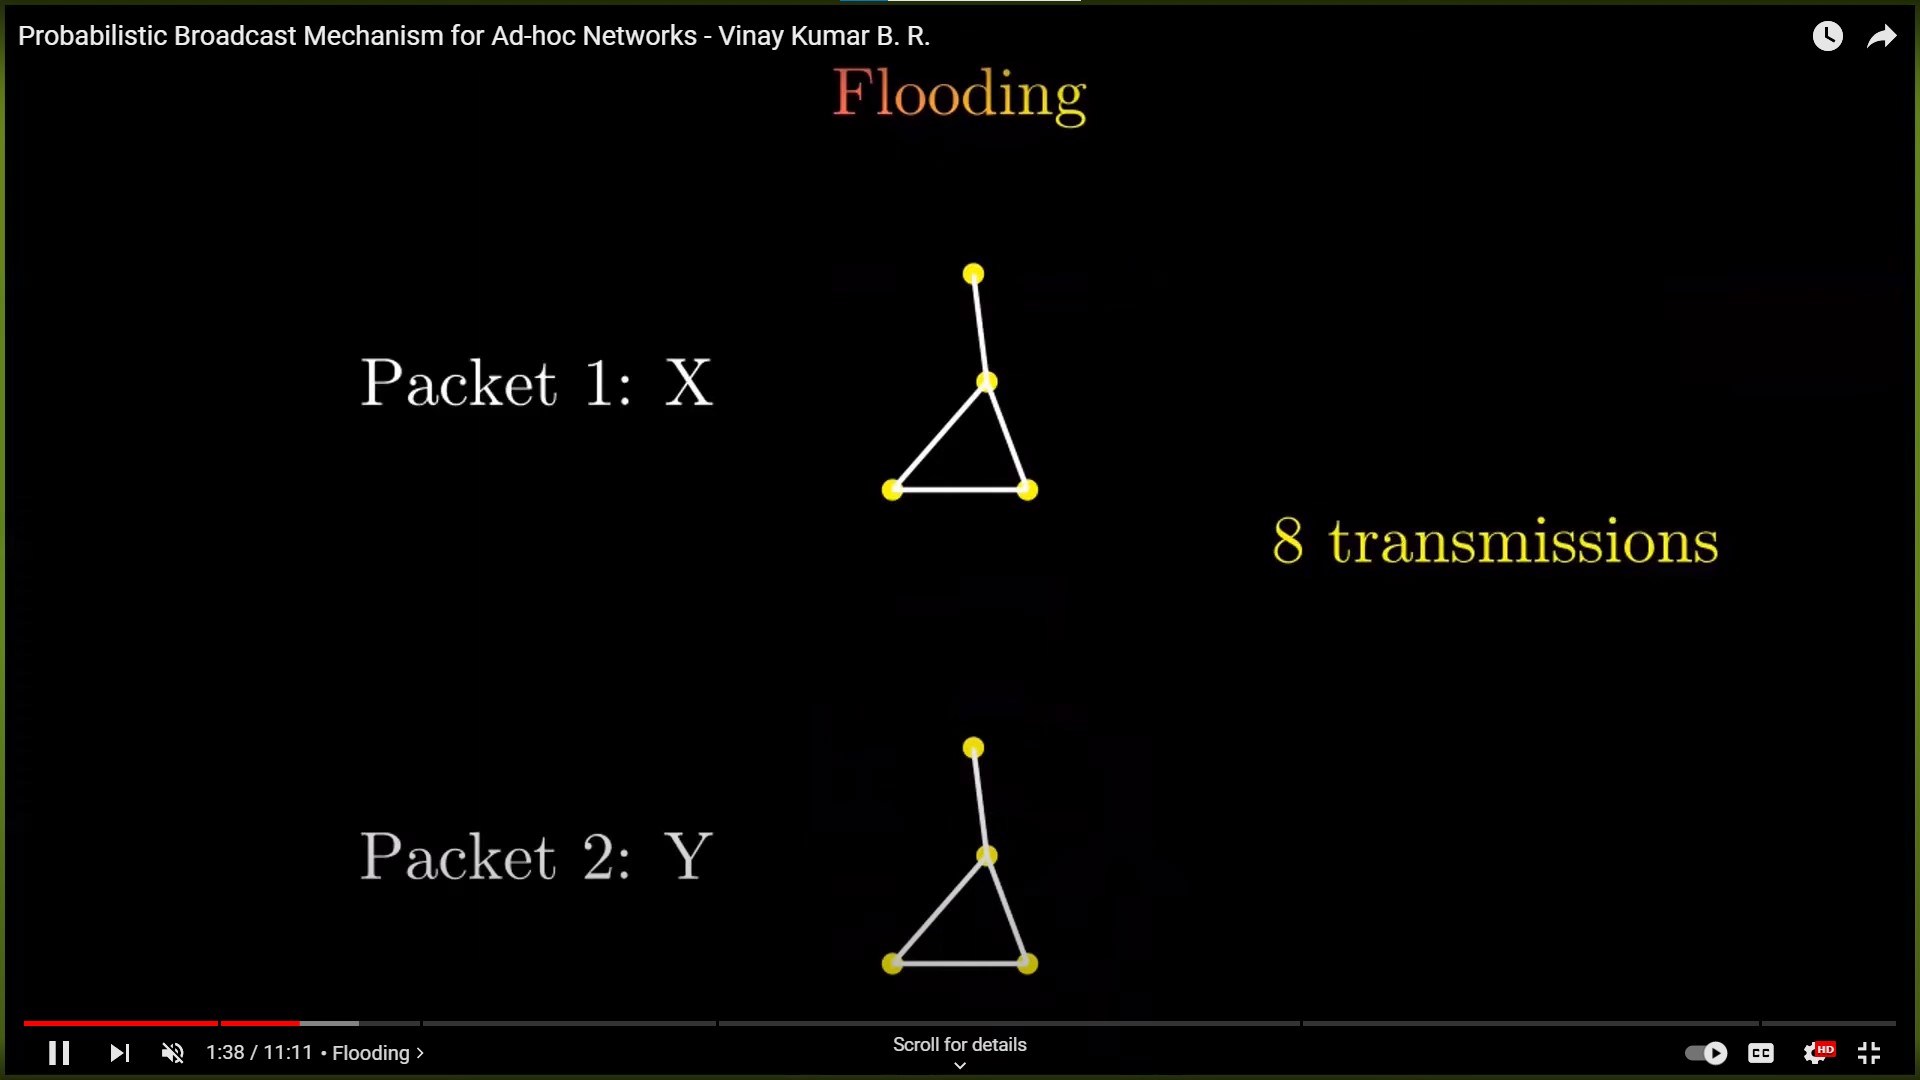 Probabilistic Broadcast Mechanism for Ad-hoc Networks - Vinay Kumar B. R.
Flooding
Packet 1: X
8 transmissions
Packet 2: Y
Scroll for details
1:38 / 11:11 • Flooding
CC
HD